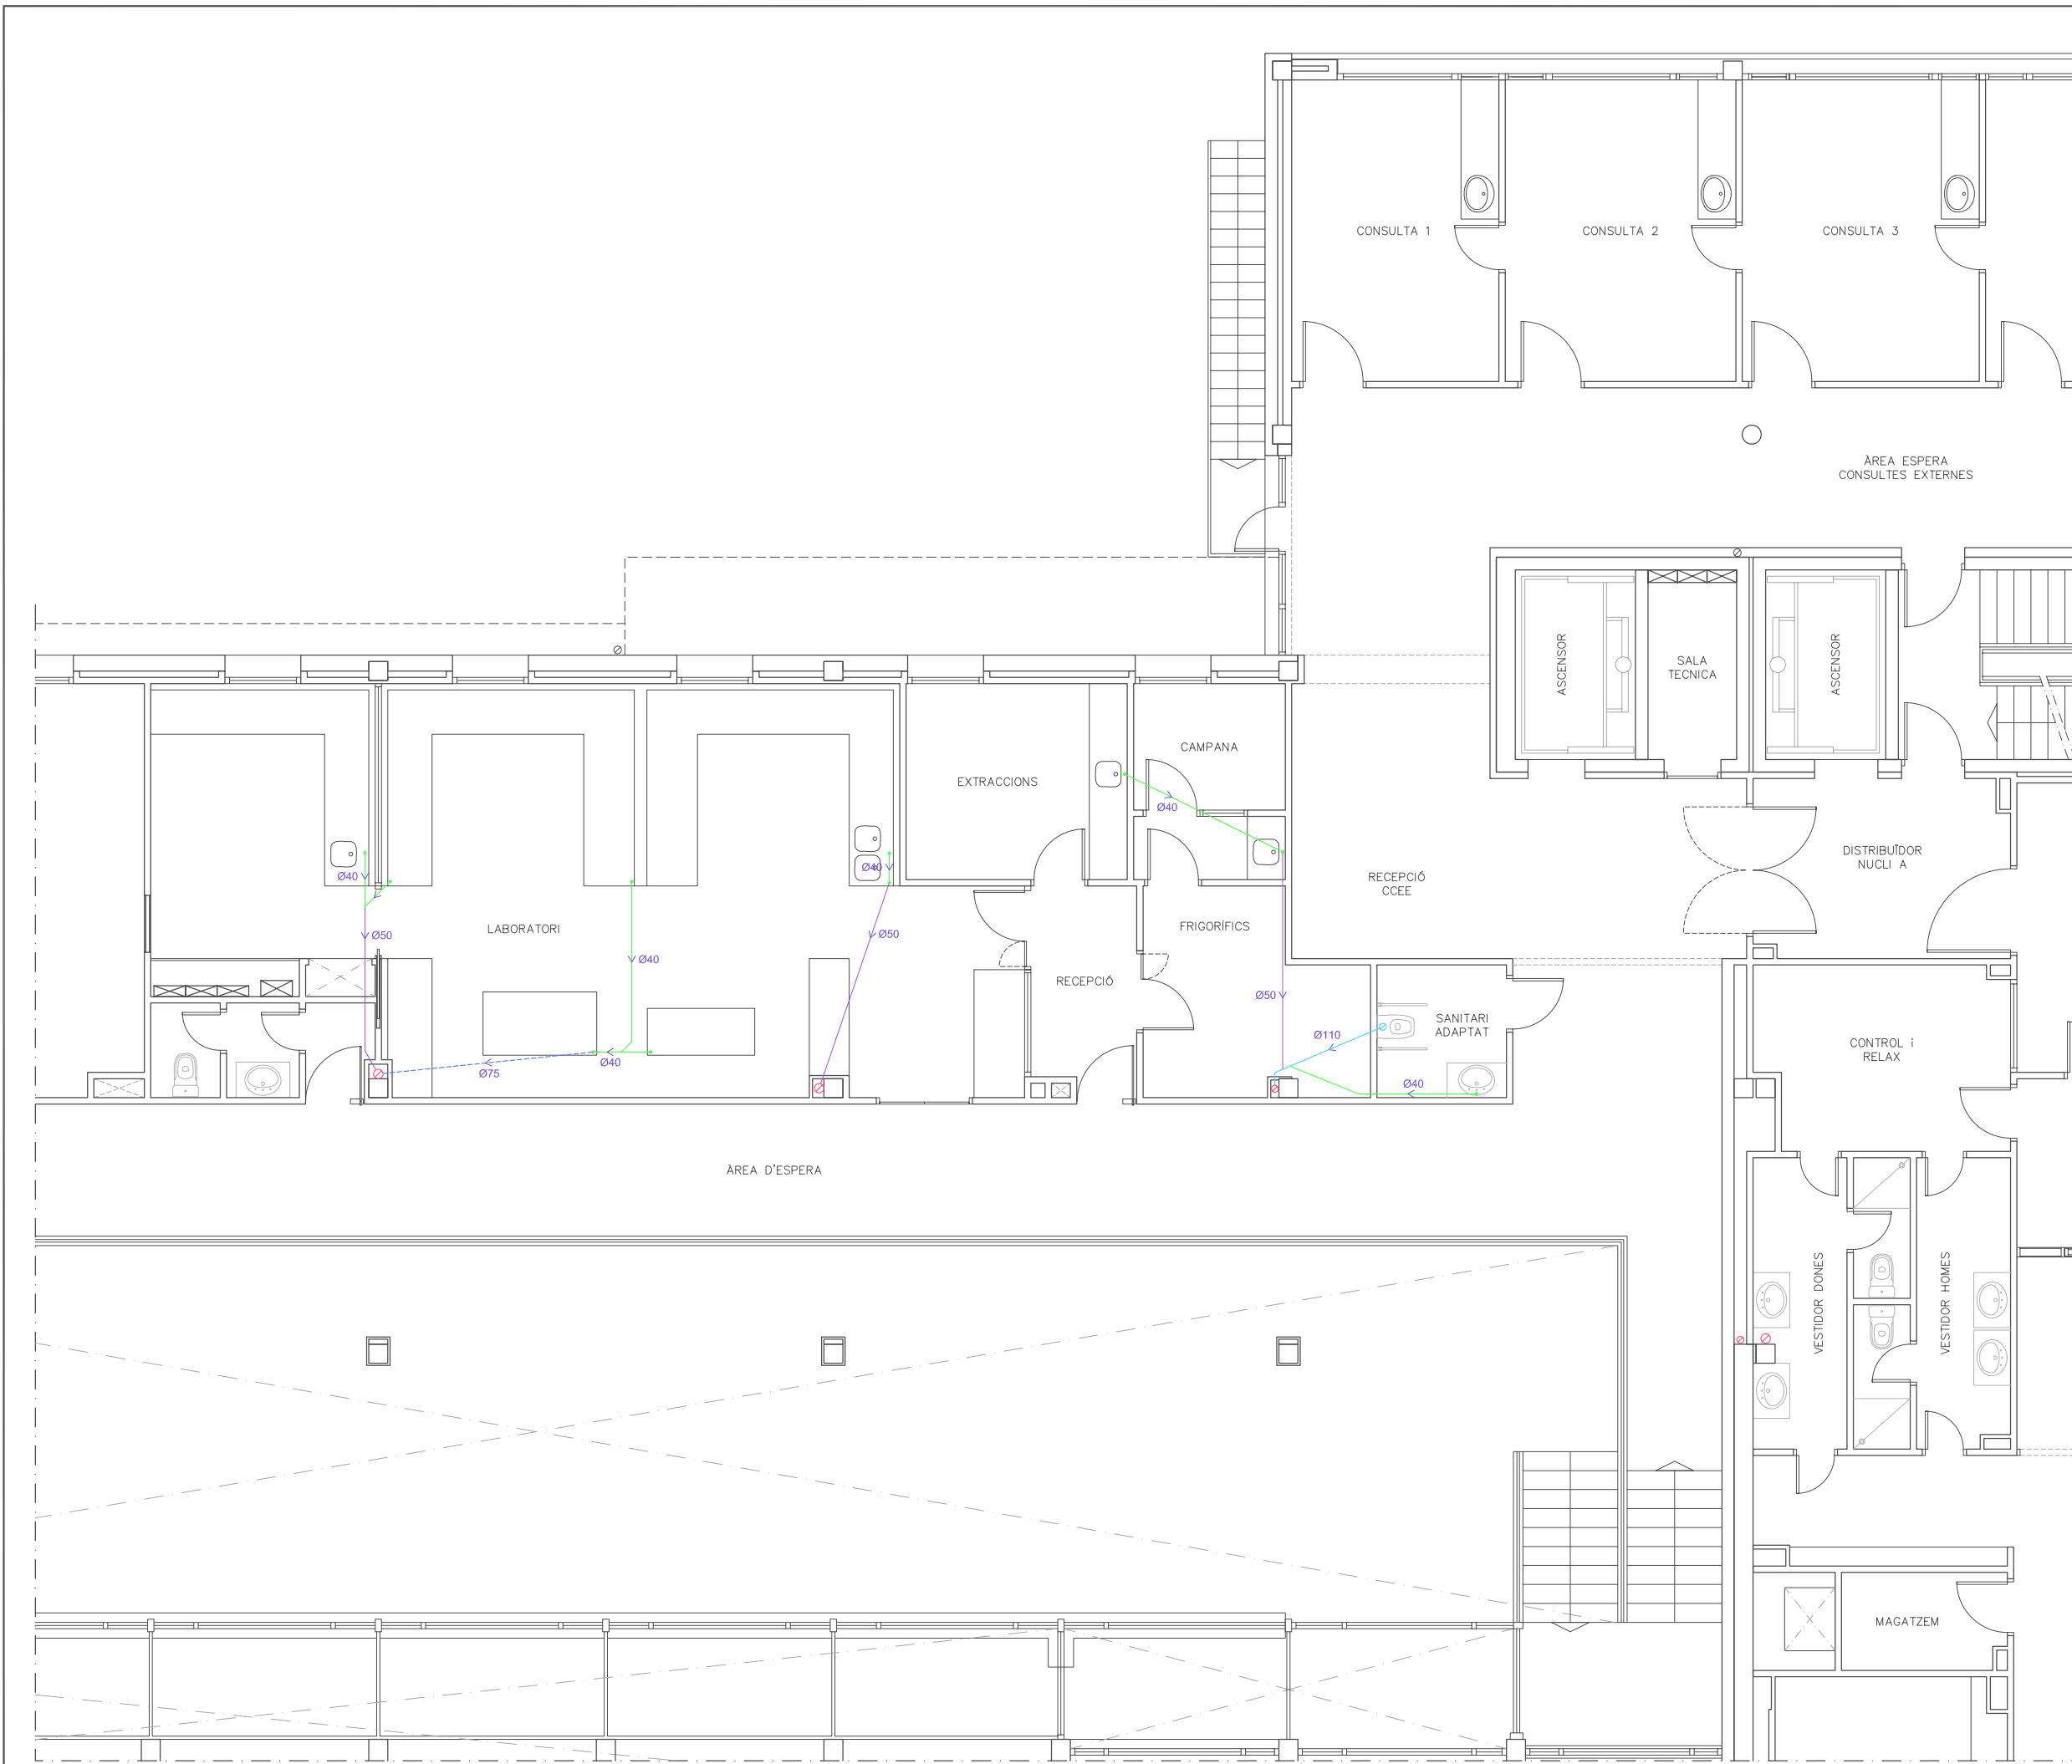 CONSULTA 1
CONSULTA 2
CONSULTA 3
ÀREA ESPERA
CONSULTES EXTERNES
ASCENSOR
SALA
TECNICA
ASCENSOR
CAMPANA
EXTRACCIONS
Ø40
DISTRIBUÏDOR
NUCLI A
Ø40
Ø40
RECEPCIÓ
CCEE
LABORATORI
Ø50
Ø50
FRIGORÍFICS
Ø40
RECEPCIÓ
Ø50
SANITARI
ADAPTAT
Ø110
CONTROL i
RELAX
Ø40
Ø75
Ø40
ÀREA D'ESPERA
VESTIDOR DONES
VESTIDOR HOMES
MAGATZEM